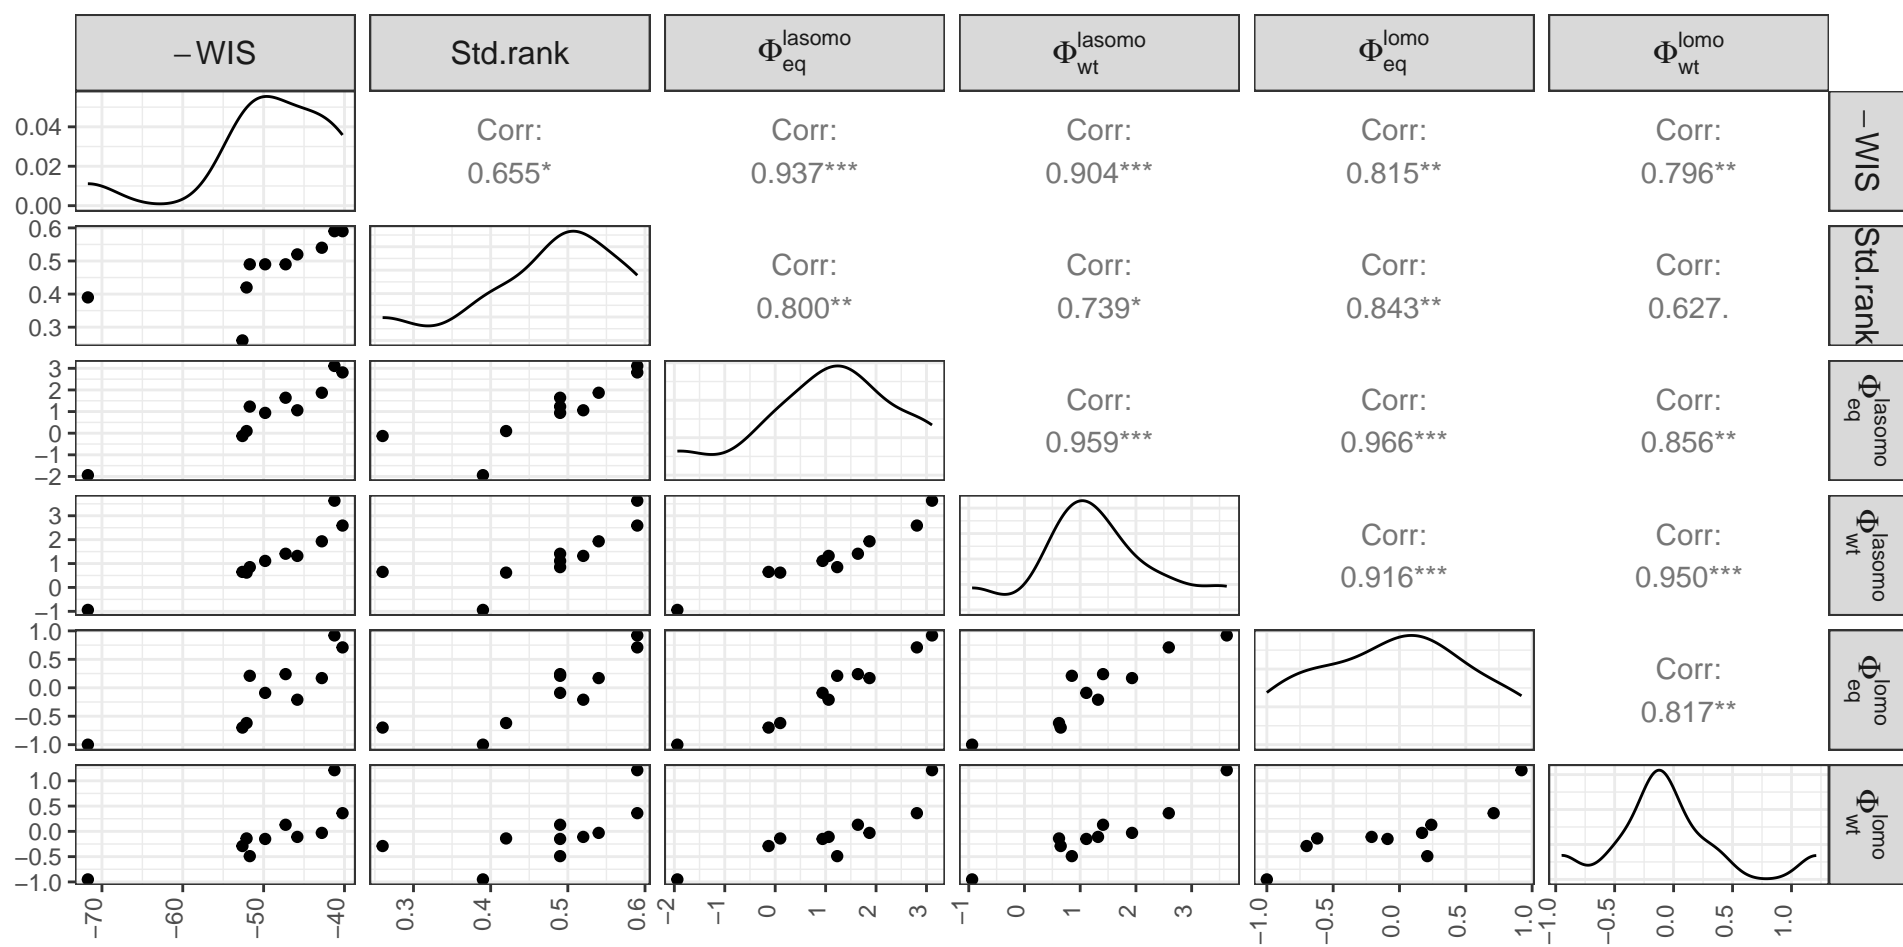 −WIS Std.rank Φ^lasomo_eq Φ^lasomo_wt Φ^lomo_eq Φ^lomo_wt
0.04 Corr: Corr: Corr: Corr: Corr: −WIS
0.02 0.655* 0.937*** 0.904*** 0.815** 0.796**
0.00
0.6 Corr: Corr: Corr: Corr: Std.rank
0.5 0.800** 0.739* 0.843** 0.627.
0.4
0.3
3 Corr: Corr: Corr: Φ^lasomo_eq
2 0.959*** 0.966*** 0.856**
1
0
−1
−2
3 Corr: Corr: Φ^lasomo_wt
2 0.916*** 0.950***
1
0
−1
1.0 Corr: Φ^lomo_eq
0.5 0.817**
0.0
−0.5
−1.0
1.0 Φ^lomo_wt
0.5
0.0
−0.5
−1.0
−70 −60 −50 −40 0.3 0.4 0.5 0.6 −2 −1 0 1 2 3 −1 0 1 2 3 −1.0 −0.5 0.0 0.5 1.0 −1.0 −0.5 0.0 0.5 1.0